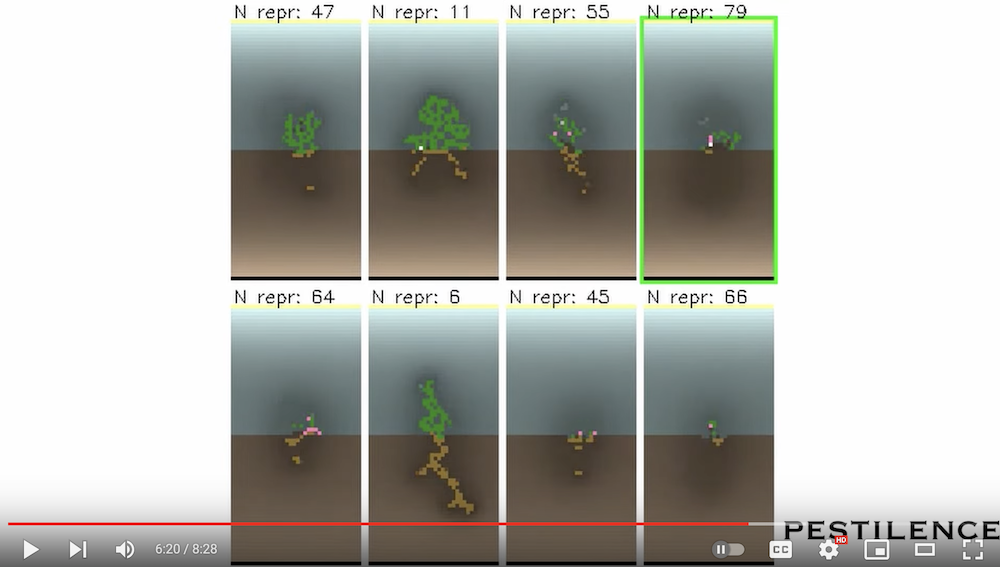 N repr: 47
N repr: 11
N repr: 55
N repr: 79
N repr: 64
N repr: 6
N repr: 45
N repr: 66
PESTILENCE
6:20 / 8:28
CC
HD